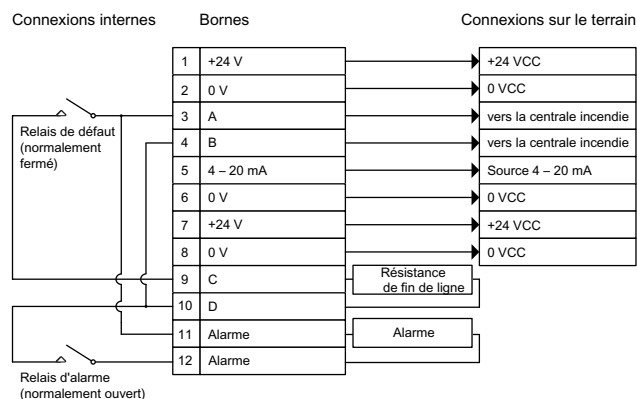 Connexions internes Bornes Connexions sur le terrain
1 +24 V +24 VCC
2 0 V 0 VCC
3 A vers la centrale incendie
4 B vers la centrale incendie
5 4 – 20 mA Source 4 – 20 mA
6 0 V 0 VCC
7 +24 V +24 VCC
8 0 V 0 VCC
9 C
10 D
11 Alarme
12 Alarme
Relais de défaut
(normalement
fermé)
Résistance
de fin de ligne
Alarme
Relais d'alarme
(normalement ouvert)